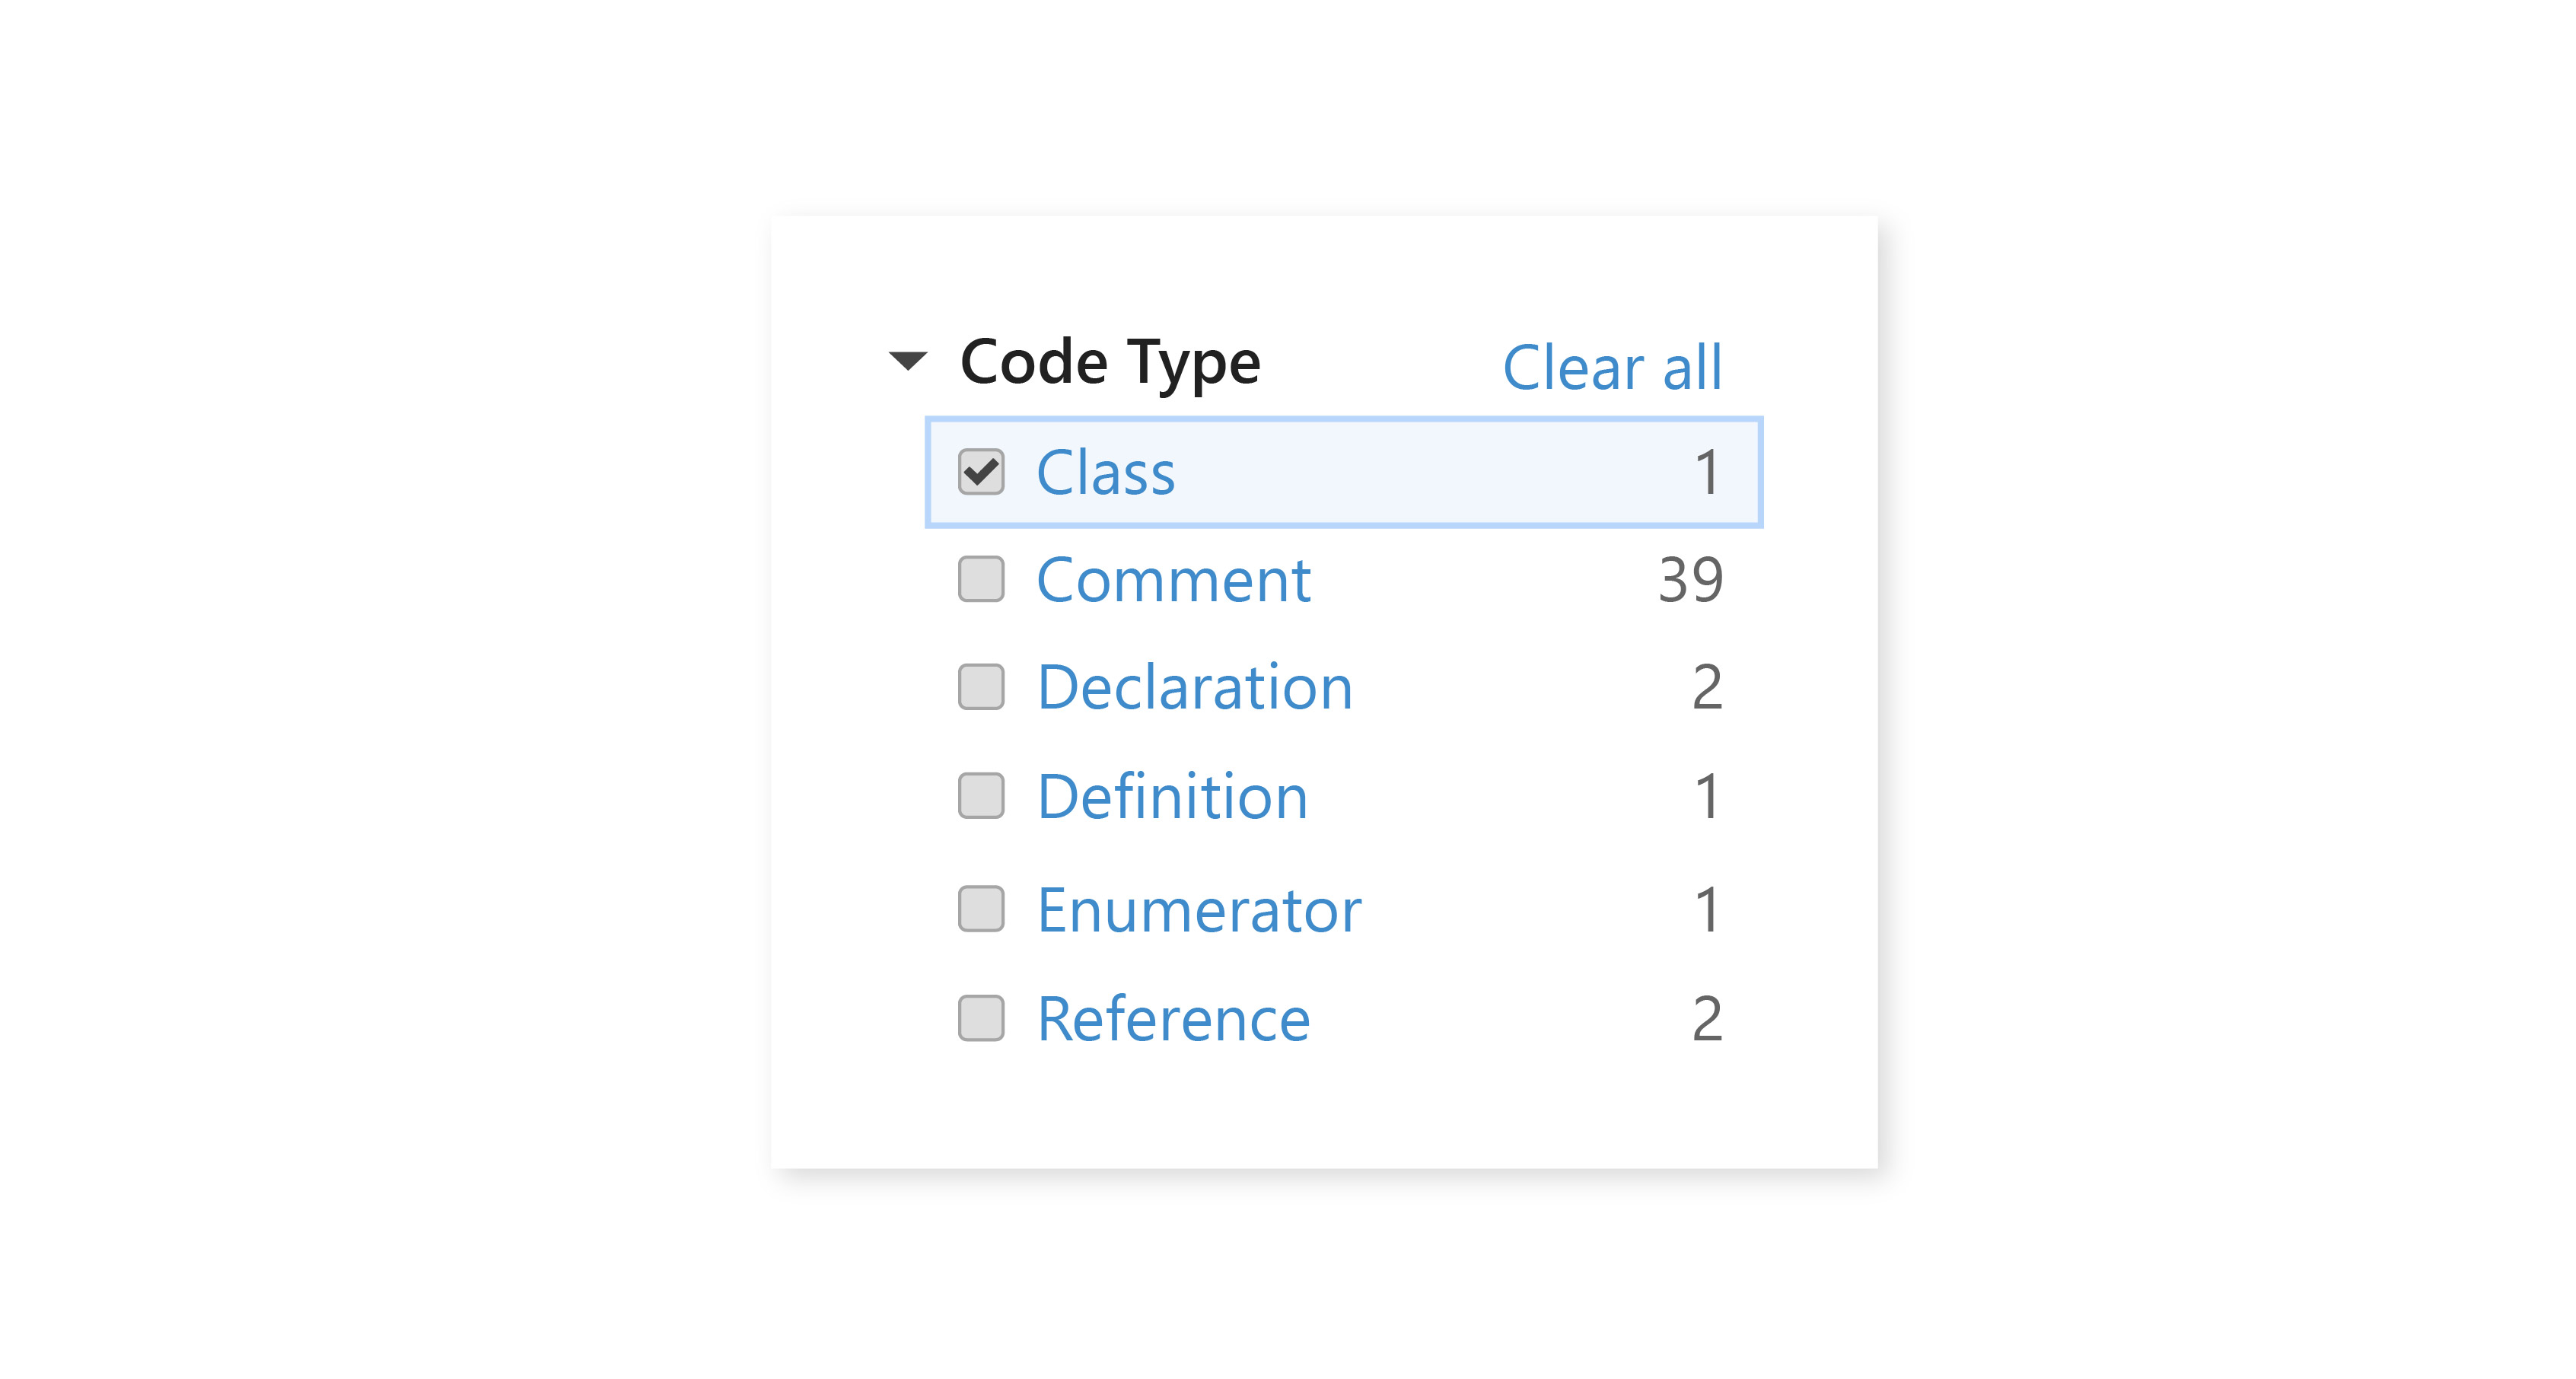 Code Type Clear all
Class 1
Comment 39
Declaration 2
Definition 1
Enumerator 1
Reference 2